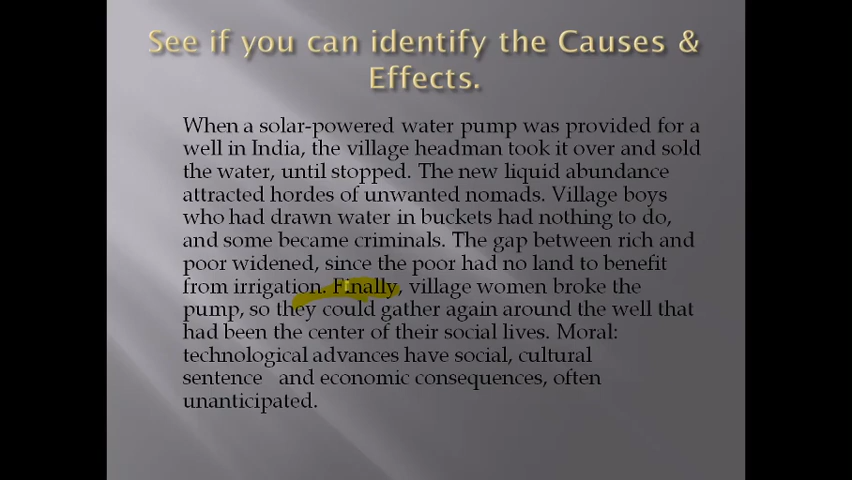 See if you can identify the Causes &
Effects.
When a solar-powered water pump was provided for a
well in India, the village headman took it over and sold
the water, until stopped. The new liquid abundance
attracted hordes of unwanted nomads. Village boys
who had drawn water in buckets had nothing to do,
and some became criminals. The gap between rich and
poor widened, since the poor had no land to benefit
from irrigation. Finally, village women broke the
pump, so they could gather again around the well that
had been the center of their social lives. Moral:
technological advances have social, cultural
sentence and economic consequences, often
unanticipated.